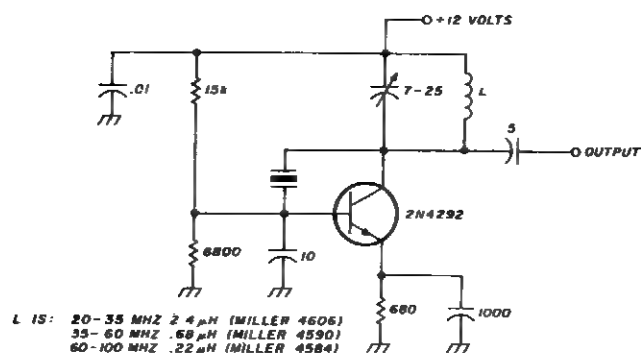 +12 VOLTS
.01
15k
7-25
L
5
OUTPUT
2N4292
6800
10
680
1000
L IS: 20-35 MHZ 2.4 µH (MILLER 4606)
35-60 MHZ .68 µH (MILLER 4590)
60-100 MHZ .22 µH (MILLER 4584)